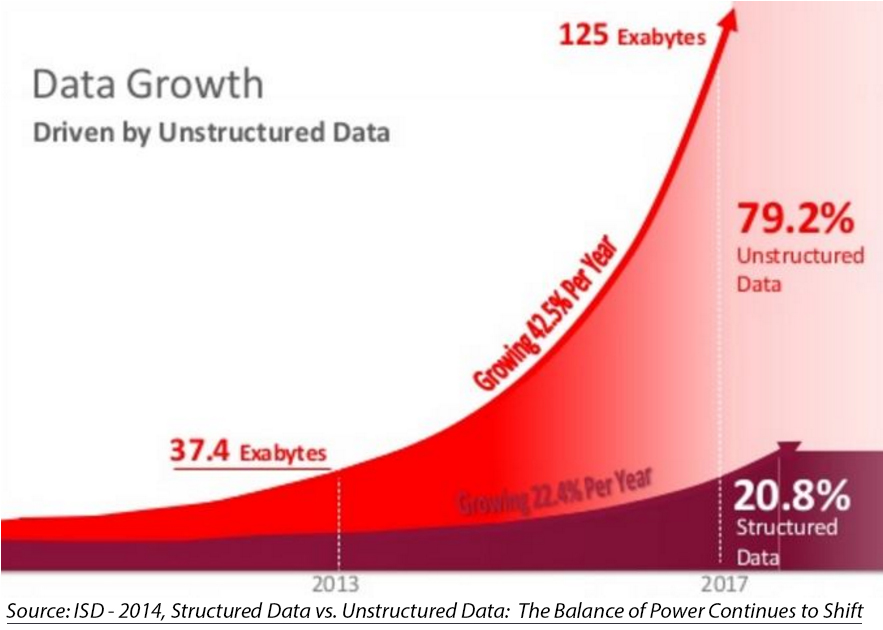 125 Exabytes
Data Growth
Driven by Unstructured Data
79.2%
Unstructured
Data
Growing 42.5% Per Year
37.4 Exabytes
Growing 22.4% Per Year
20.8%
Structured
Data
2013
2017
Source: ISD - 2014, Structured Data vs. Unstructured Data: The Balance of Power Continues to Shift